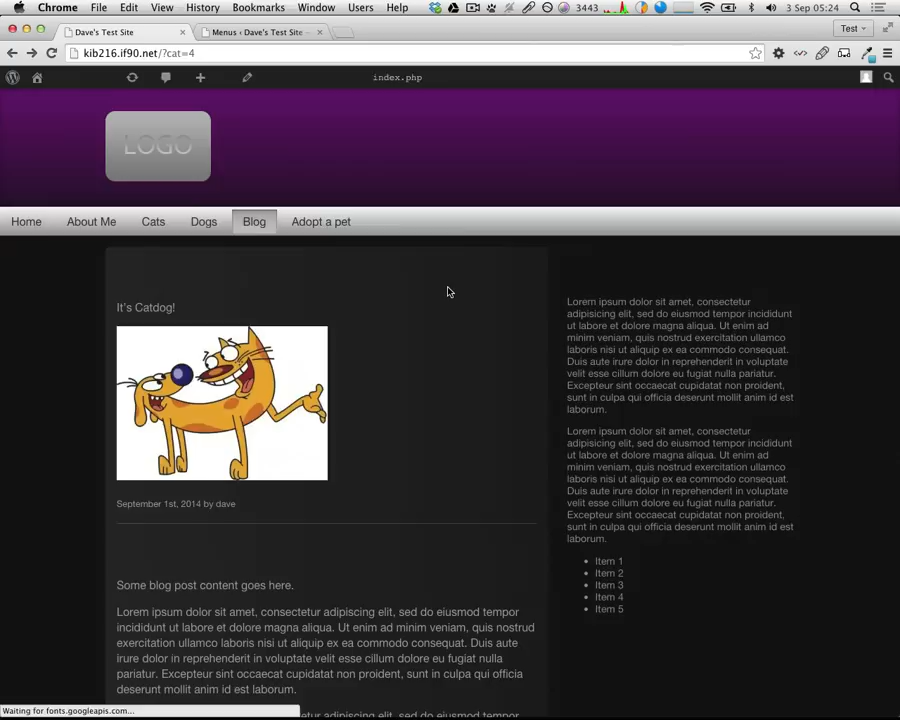 Chrome File Edit View History Bookmarks Window Users Help 3443 3 Sep 05:24
Dave's Test Site Menus ‹ Dave's Test Site — Test
kib216.if90.net/?cat=4
index.php
LOGO
Home About Me Cats Dogs Blog Adopt a pet
It's Catdog!
September 1st, 2014 by dave
Some blog post content goes here.
Lorem ipsum dolor sit amet, consectetur adipiscing elit, sed do eiusmod tempor
incididunt ut labore et dolore magna aliqua. Ut enim ad minim veniam, quis nostrud
exercitation ullamco laboris nisi ut aliquip ex ea commodo consequat. Duis aute
irure dolor in reprehenderit in voluptate velit esse cillum dolore eu fugiat nulla
pariatur. Excepteur sint occaecat cupidatat non proident, sunt in culpa qui officia
deserunt mollit anim id est laborum.
etur adipiscing elit, sed do eiusmod tempor
Lorem ipsum dolor sit amet, consectetur
adipisicing elit, sed do eiusmod tempor incididunt
ut labore et dolore magna aliqua. Ut enim ad
minim veniam, quis nostrud exercitation ullamco
laboris nisi ut aliquip ex ea commodo consequat.
Duis aute irure dolor in reprehenderit in voluptate
velit esse cillum dolore eu fugiat nulla pariatur.
Excepteur sint occaecat cupidatat non proident,
sunt in culpa qui officia deserunt mollit anim id est
laborum.
Lorem ipsum dolor sit amet, consectetur
adipisicing elit, sed do eiusmod tempor incididunt
ut labore et dolore magna aliqua. Ut enim ad
minim veniam, quis nostrud exercitation ullamco
laboris nisi ut aliquip ex ea commodo consequat.
Duis aute irure dolor in reprehenderit in voluptate
velit esse cillum dolore eu fugiat nulla pariatur.
Excepteur sint occaecat cupidatat non proident,
sunt in culpa qui officia deserunt mollit anim id est
laborum.
Item 1
Item 2
Item 3
Item 4
Item 5
Waiting for fonts.googleapis.com...